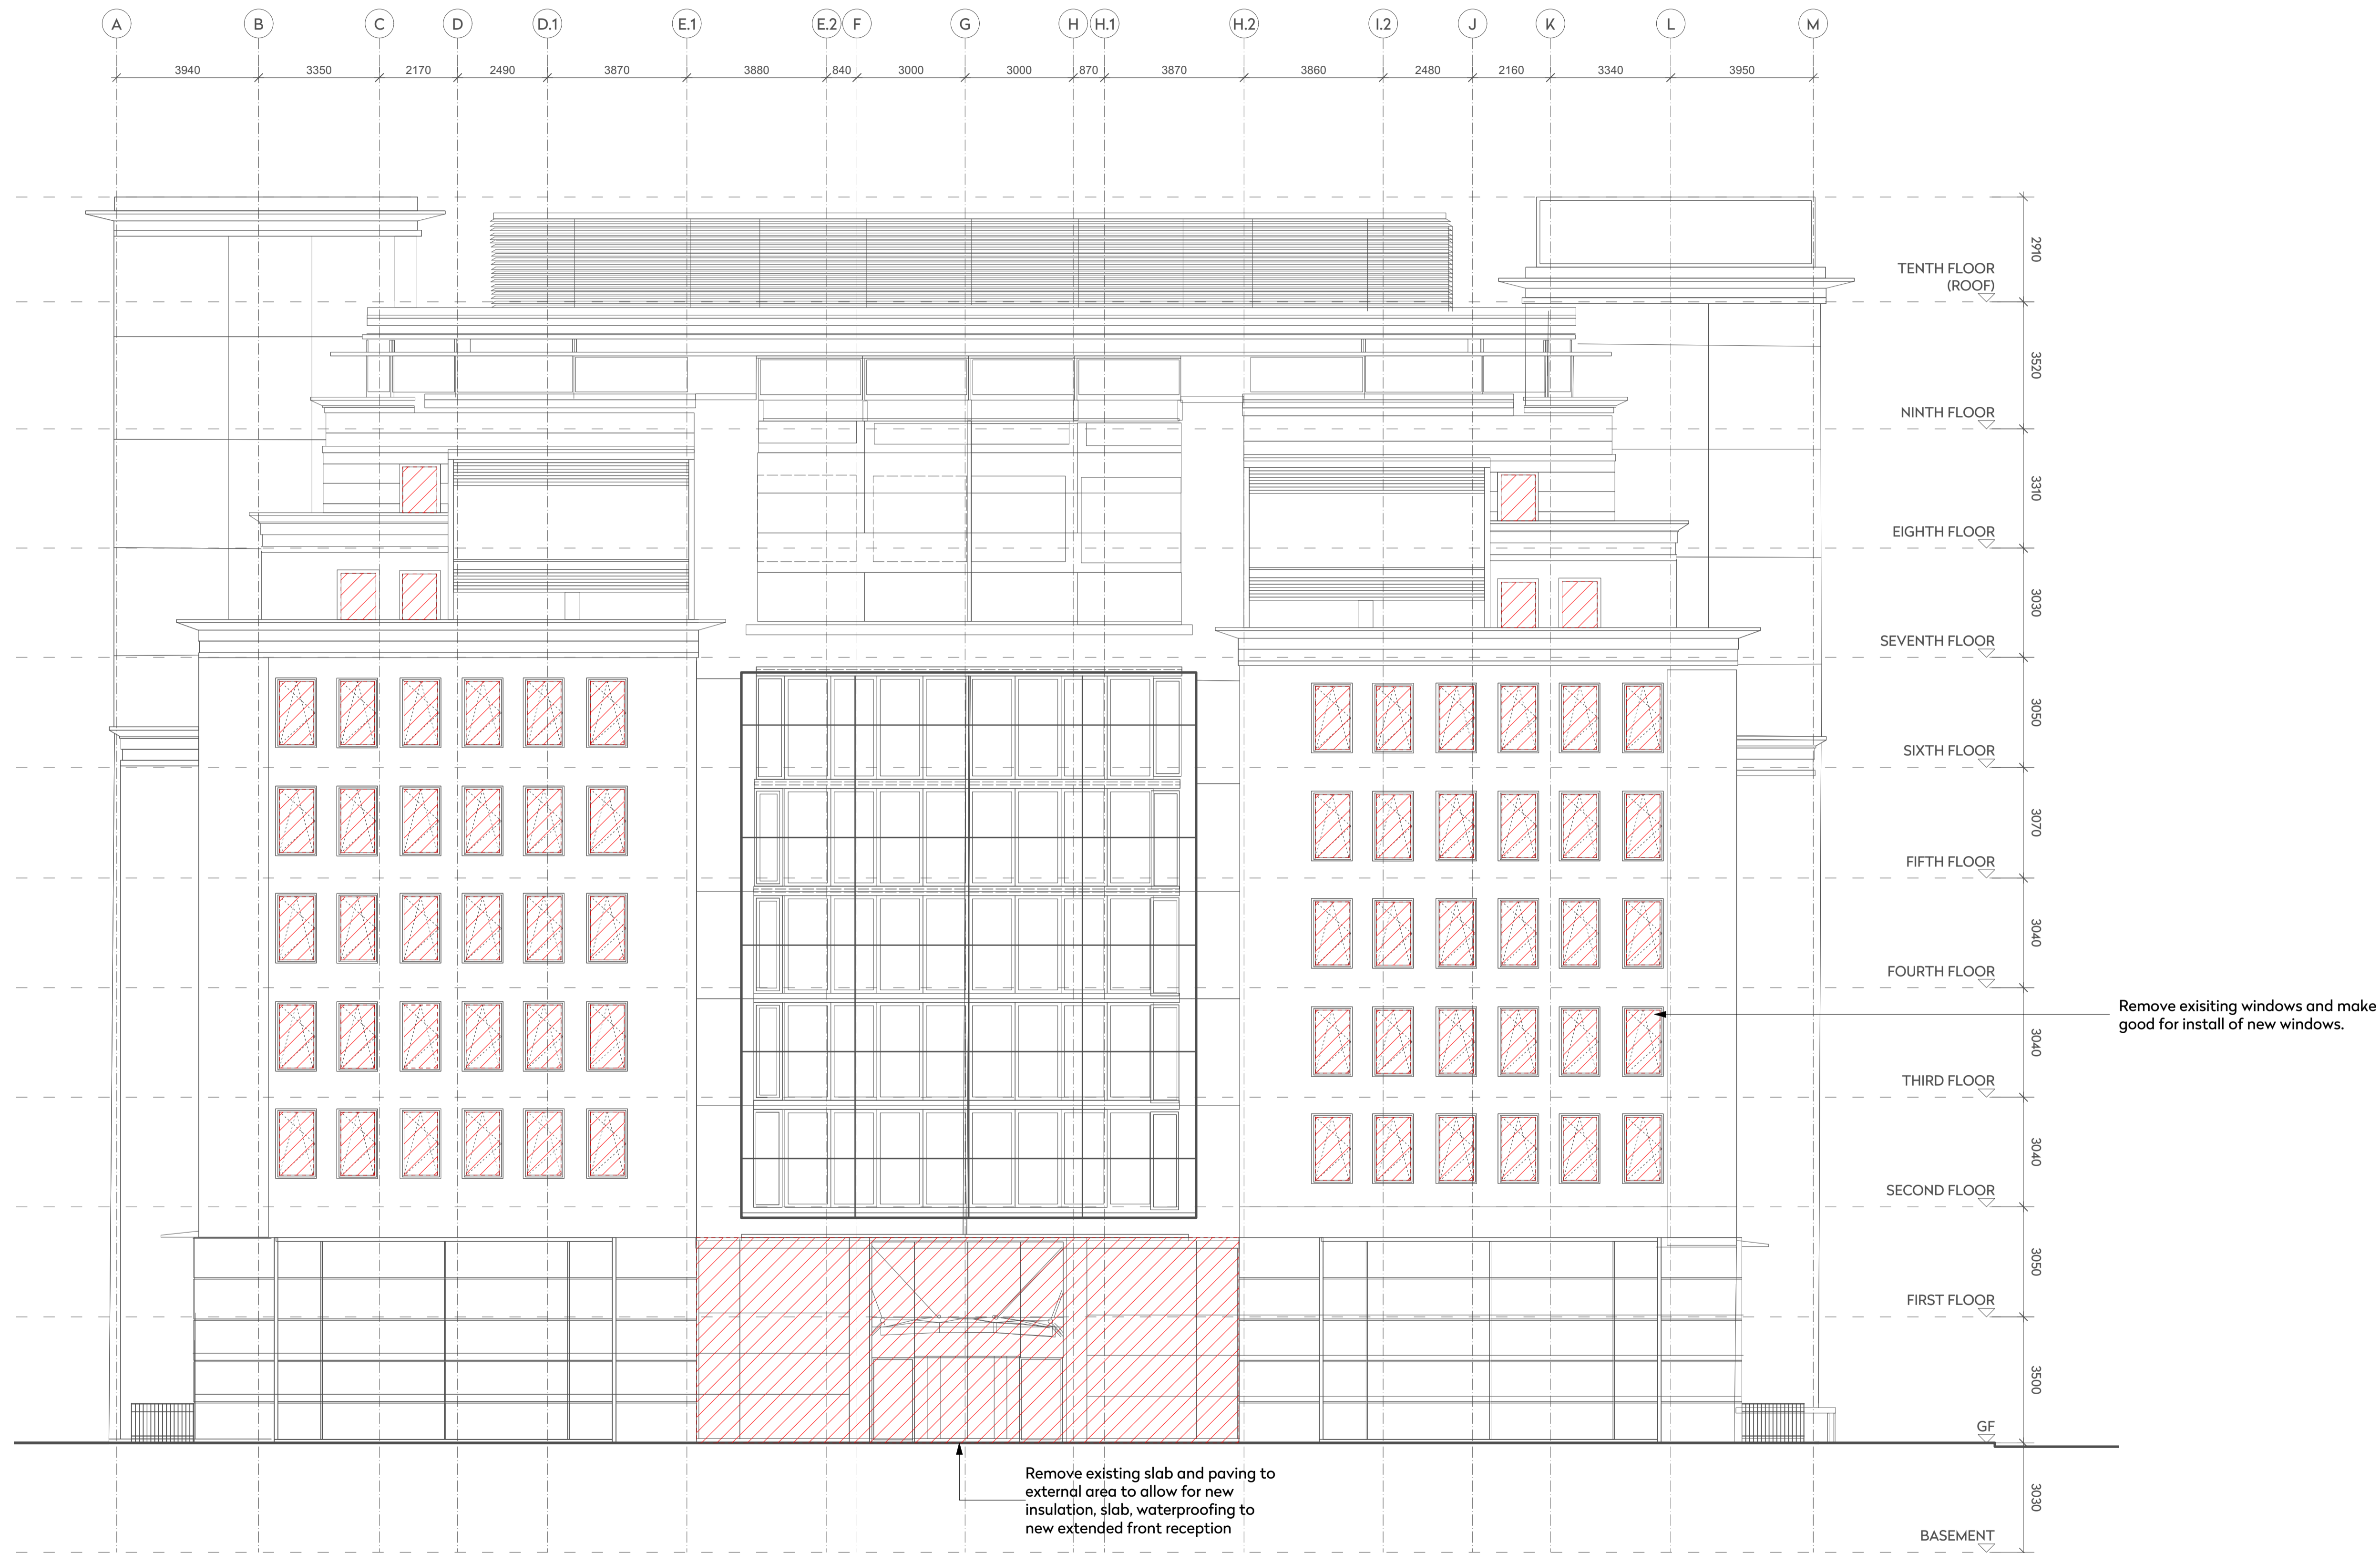 A B C D D.1 E.1 E.2 F G H H.1 H.2 I.2 J K L M
3940 3350 2170 2490 3870 3880 840 3000 3000 870 3870 3860 2480 2160 3340 3950
2910
TENTH FLOOR
(ROOF)
3520
NINTH FLOOR
3310
EIGHTH FLOOR
3030
SEVENTH FLOOR
3050
SIXTH FLOOR
3070
FIFTH FLOOR
3040
FOURTH FLOOR
Remove exisiting windows and make
good for install of new windows.
3040
THIRD FLOOR
3040
SECOND FLOOR
3050
FIRST FLOOR
3500
GF
Remove existing slab and paving to
external area to allow for new
insulation, slab, waterproofing to
new extended front reception
3030
BASEMENT